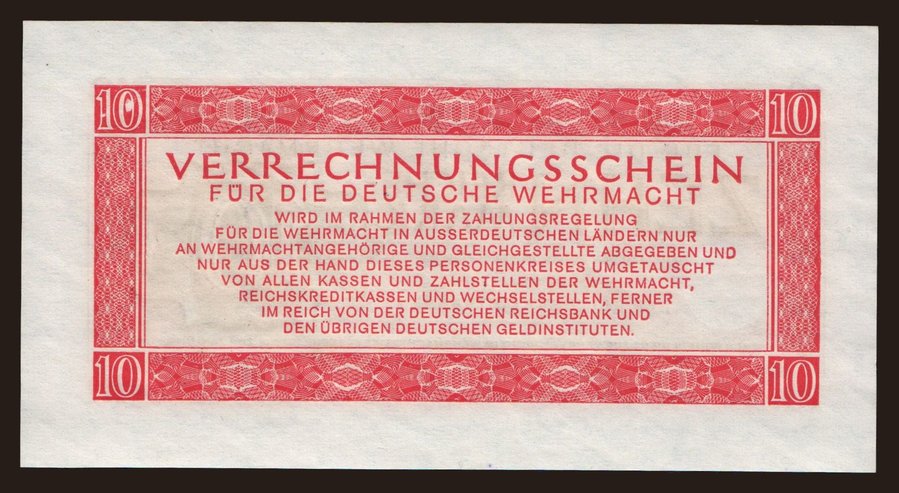 10 10
VERRECHNUNGSSCHEIN
FÜR DIE DEUTSCHE WEHRMACHT
WIRD IM RAHMEN DER ZAHLUNGSREGELUNG
FÜR DIE WEHRMACHT IN AUSSERDEUTSCHEN LÄNDERN NUR
AN WEHRMACHTANGEHÖRIGE UND GLEICHGESTELLTE ABGEGEBEN UND
NUR AUS DER HAND DIESES PERSONENKREISES UMGETAUSCHT
VON ALLEN KASSEN UND ZAHLSTELLEN DER WEHRMACHT,
REICHSKREDITKASSEN UND WECHSELSTELLEN, FERNER
IM REICH VON DER DEUTSCHEN REICHSBANK UND
DEN ÜBRIGEN DEUTSCHEN GELDINSTITUTEN.
10 10